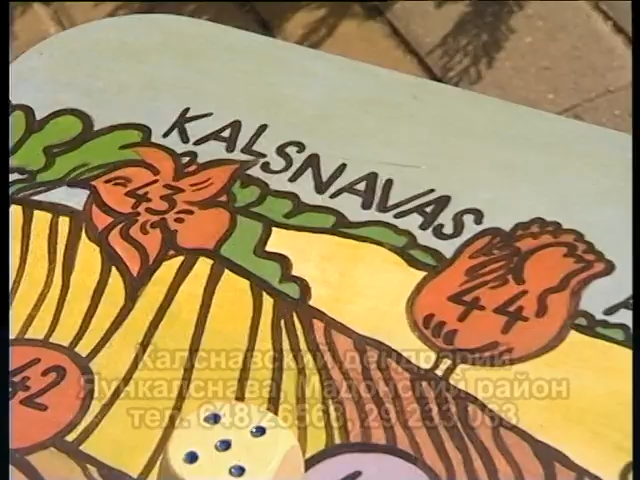 KALSNAVAS
43
44
42
Калснавский дендрарий
Яункалснава, Мадонский район
тел. 648 26568, 29 233 063